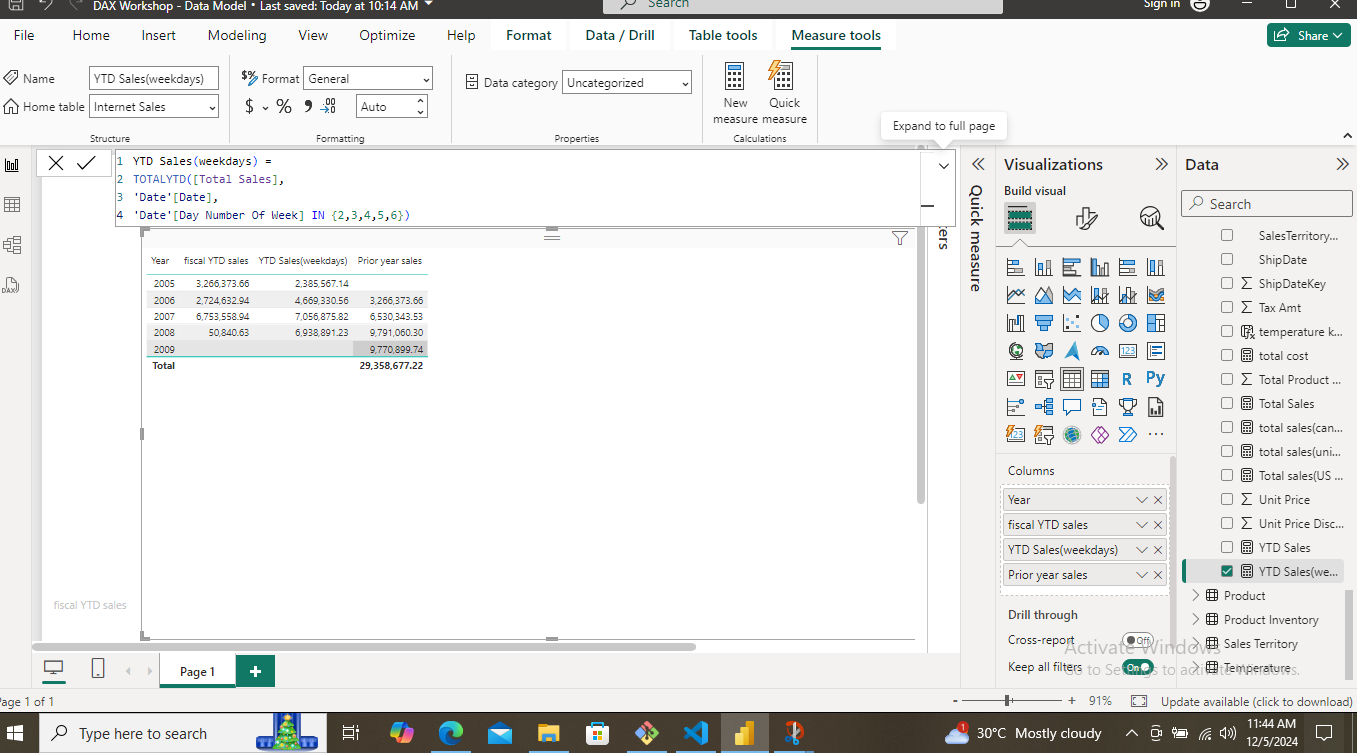 DAX Workshop - Data Model • Last saved: Today at 10:14 AM
Search
Sign in
File Home Insert Modeling View Optimize Help Format Data / Drill Table tools Measure tools
Share
Name YTD Sales(weekdays)
Home table Internet Sales
Structure
Format General
$ % Auto
Formatting
Data category Uncategorized
Properties
New measure
Quick measure
Calculations
Expand to full page
1 YTD Sales(weekdays) =
2 TOTALYTD([Total Sales],
3 'Date'[Date],
4 'Date'[Day Number Of Week] IN {2,3,4,5,6})
Year fiscal YTD sales YTD Sales(weekdays) Prior year sales
2005 3,266,373.66 2,385,567.14
2006 2,724,632.94 4,669,330.56 3,266,373.66
2007 6,753,558.94 7,056,875.82 6,530,343.53
2008 50,840.63 6,938,891.23 9,791,060.30
2009 9,770,899.74
Total 29,358,677.22
fiscal YTD sales
ters
Quick measure
Visualizations
Build visual
123
R Py
123
Columns
Year
fiscal YTD sales
YTD Sales(weekdays)
Prior year sales
Drill through
Cross-report Off
Keep all filters On
Data
Search
SalesTerritory...
ShipDate
ShipDateKey
Tax Amt
temperature k...
total cost
Total Product ...
Total Sales
total sales(can...
total sales(uni...
Total sales(US ...
Unit Price
Unit Price Disc...
YTD Sales
YTD Sales(we...
Product
Product Inventory
Sales Territory
Temperature
Activate Windows
Go to Settings to activate Windows.
DAX
Page 1
Page 1 of 1
- + 91%
Update available (click to download)
Type here to search
1
30°C Mostly cloudy
11:44 AM
12/5/2024